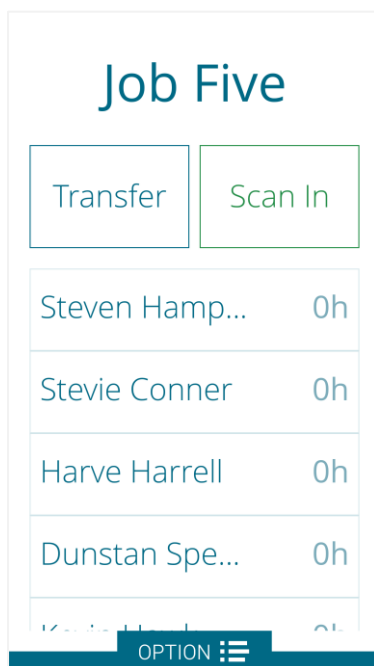 Job Five
Transfer
Scan In
Steven Hamp... 0h
Stevie Conner 0h
Harve Harrell 0h
Dunstan Spe... 0h
OPTION